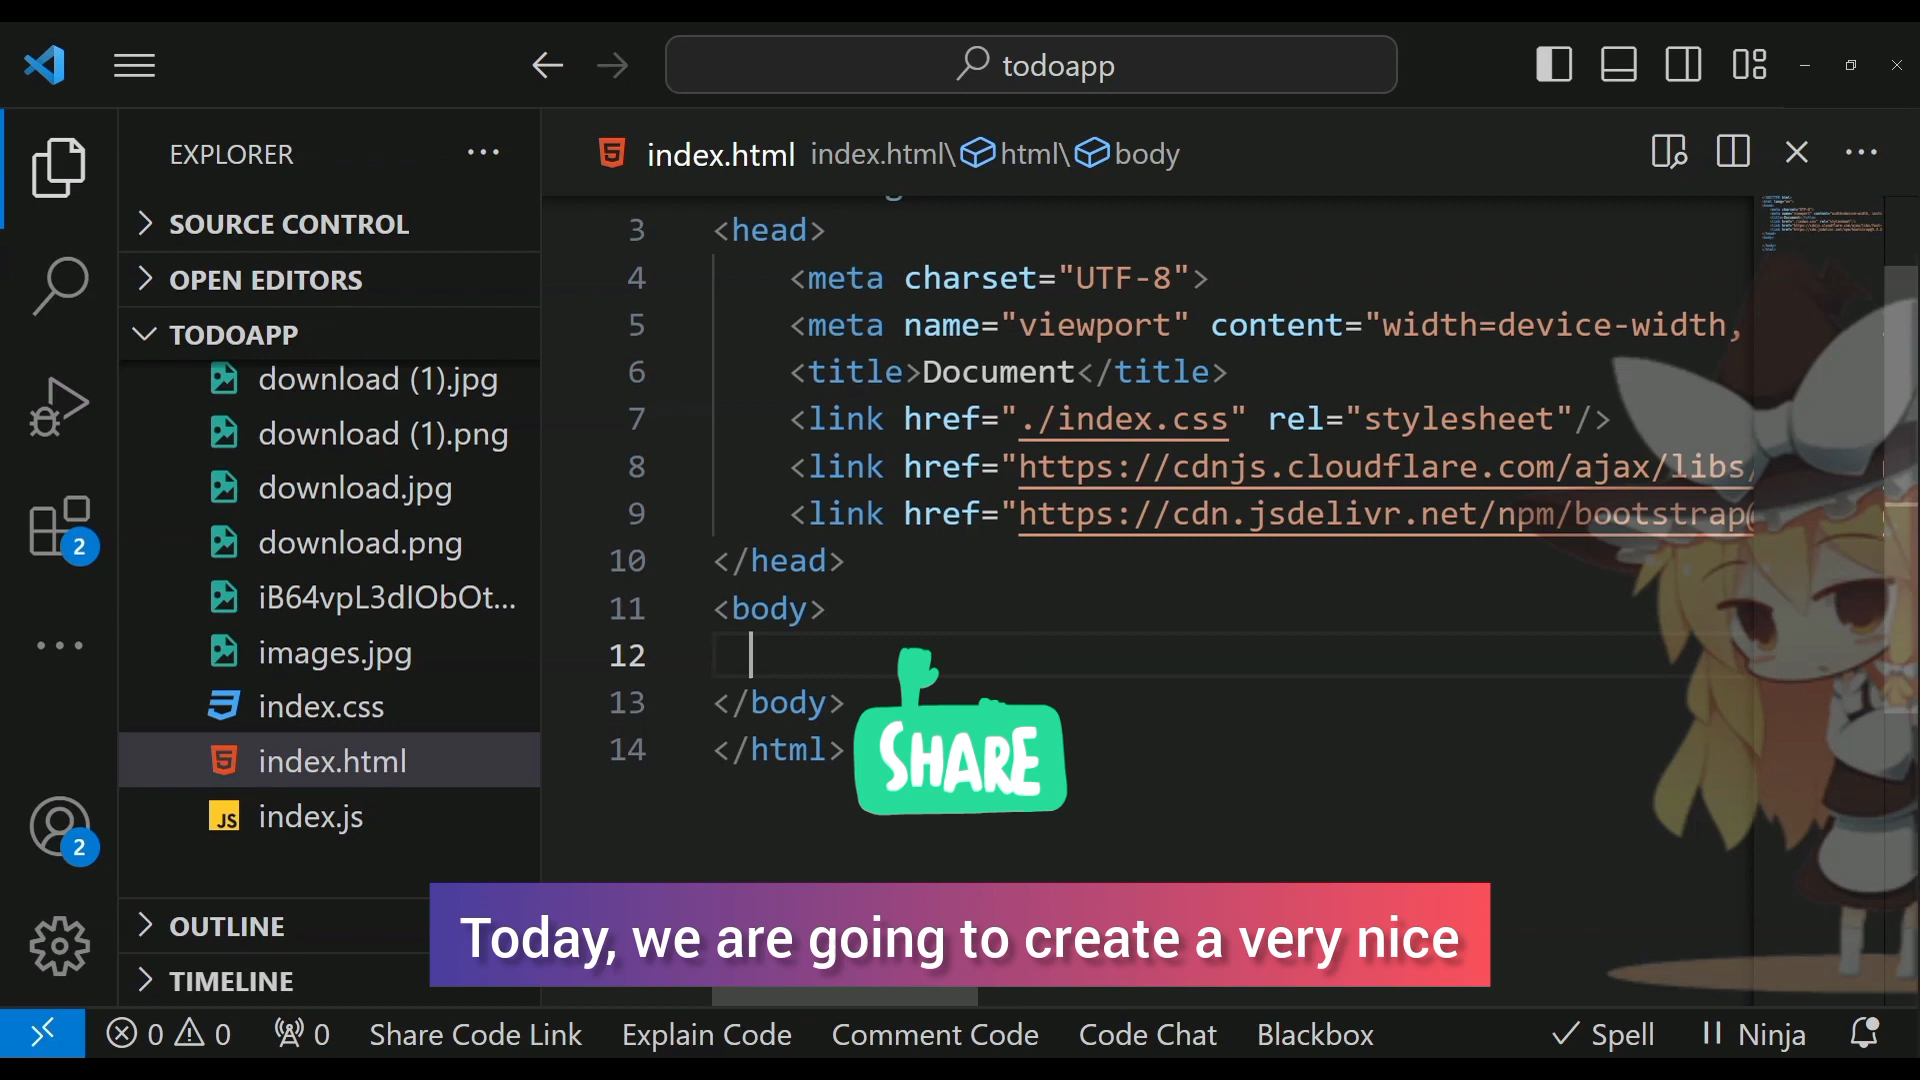 todoapp
EXPLORER
SOURCE CONTROL
OPEN EDITORS
TODOAPP
download (1).jpg
download (1).png
download.jpg
download.png
iB64vpL3dIObOt...
images.jpg
index.css
index.html
JS index.js
OUTLINE
TIMELINE
2
2
index.html index.html\html\body
3 <head>
4 <meta charset="UTF-8">
5 <meta name="viewport" content="width=device-width,
6 <title>Document</title>
7 <link href="./index.css" rel="stylesheet"/>
8 <link href="https://cdnjs.cloudflare.com/ajax/libs/
9 <link href="https://cdn.jsdelivr.net/npm/bootstrap@
10 </head>
11 <body>
12
13 </body>
14 </html>
SHARE
Today, we are going to create a very nice
0 0 0 Share Code Link Explain Code Comment Code Code Chat Blackbox Spell Ninja